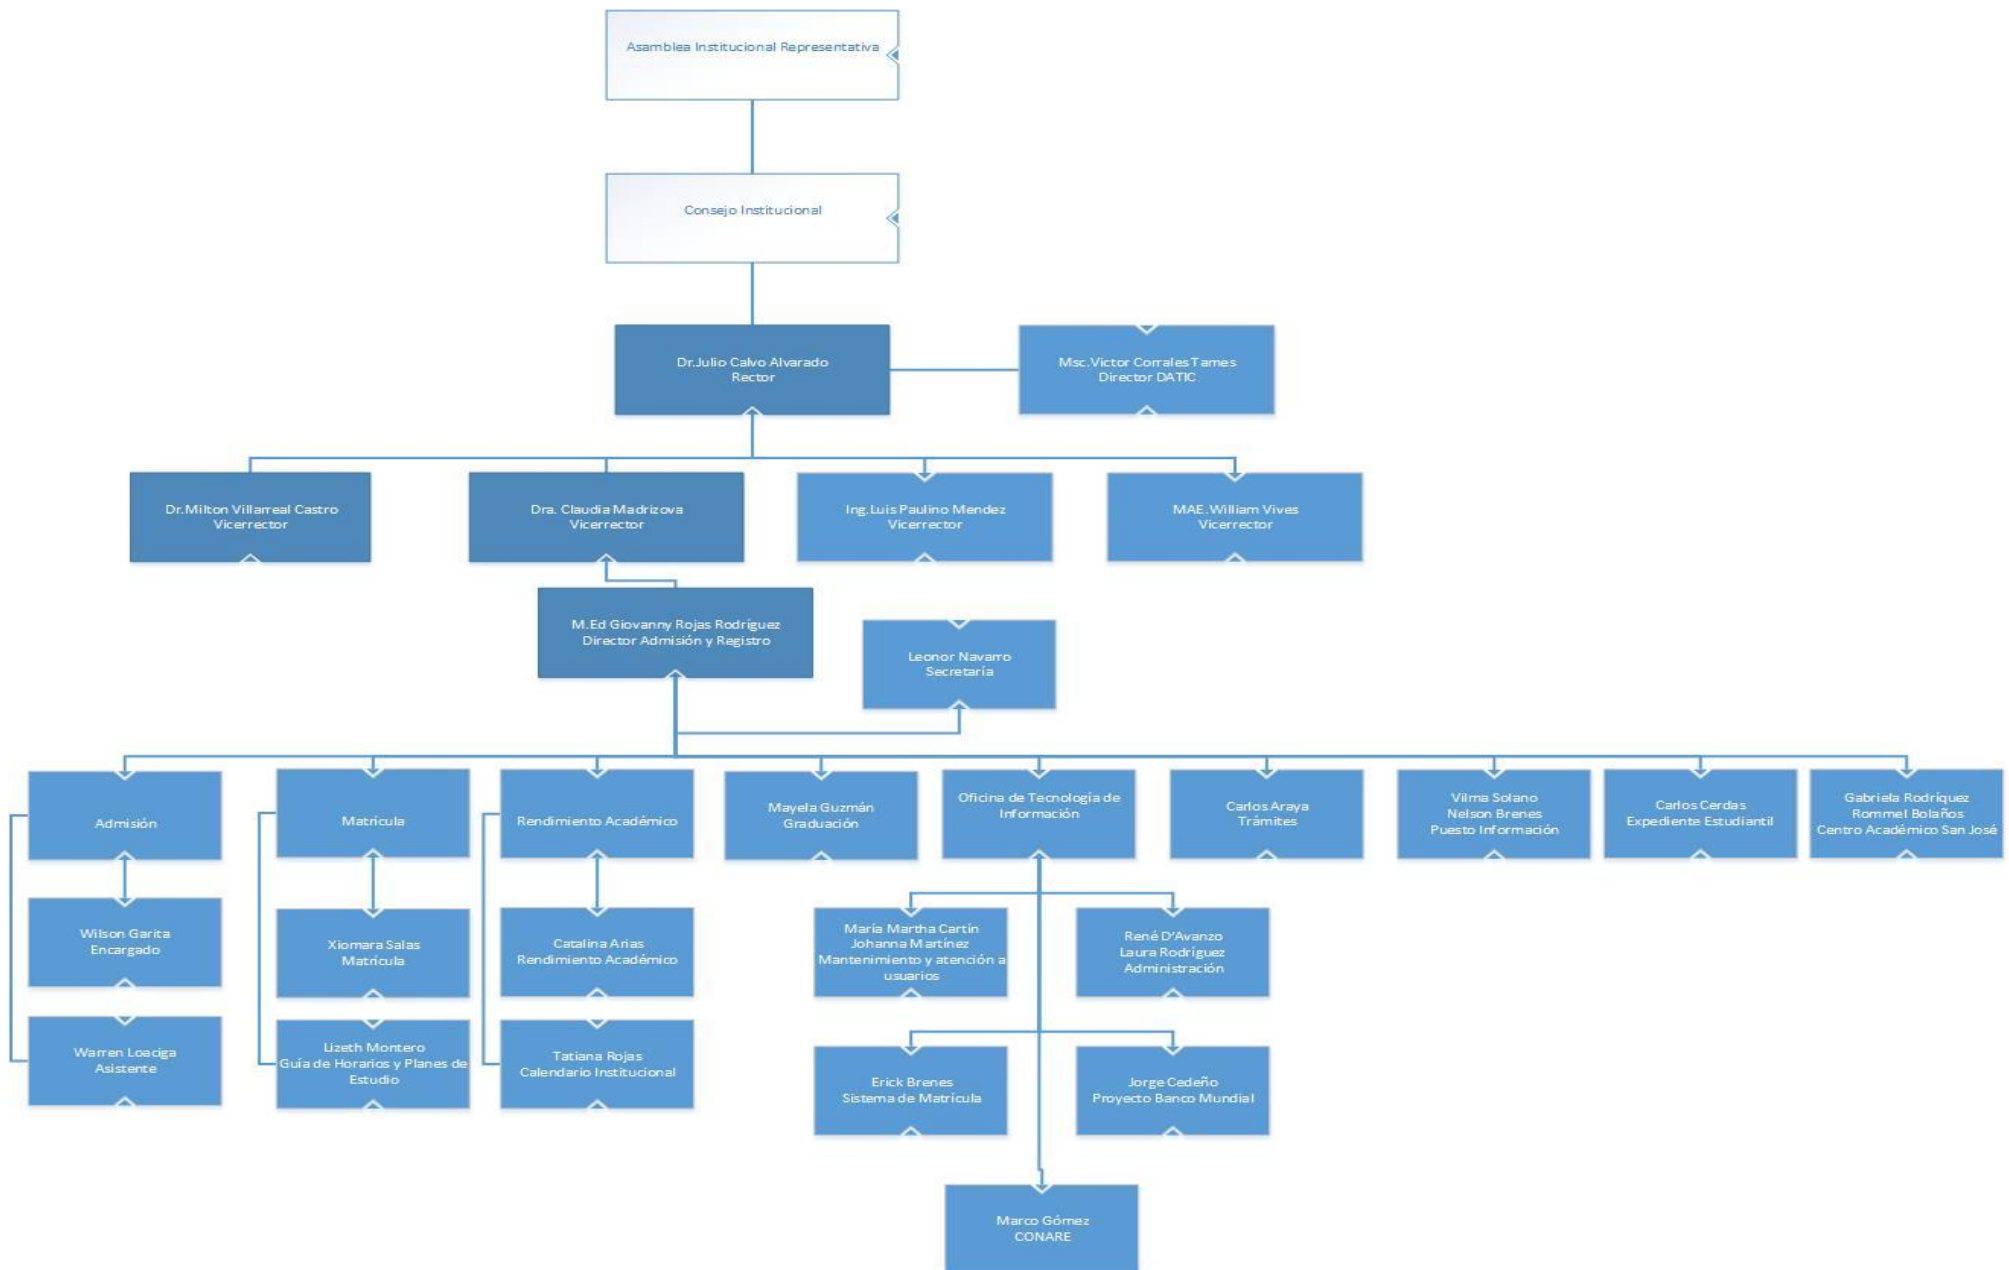 Asamblea Institucional Representativa
Consejo Institucional
Dr.Julio Calvo Alvarado
Rector
Msc.Victor Corrales Tames
Director DATIC
Dr.Milton Villarreal Castro
Vicerrector
Dra. Claudia Madrizova
Vicerrector
Ing.Luis Paulino Mendez
Vicerrector
MAE.William Vives
Vicerrector
M.Ed Giovanny Rojas Rodríguez
Director Admisión y Registro
Leonor Navarro
Secretaría
Admisión
Matrícula
Rendimiento Académico
Mayela Guzmán
Graduación
Oficina de Tecnología de
Información
Carlos Araya
Trámites
Vilma Solano
Nelson Brenes
Puesto Información
Carlos Cerdas
Expediente Estudiantil
Gabriela Rodríquez
Rommel Bolaños
Centro Académico San José
Wilson Garita
Encargado
Xiomara Salas
Matrícula
Catalina Arias
Rendimiento Académico
María Martha Cartín
Johanna Martínez
Mantenimiento y atención a
usuarios
René D'Avanzo
Laura Rodríguez
Administración
Warren Loaciga
Asistente
Lizeth Montero
Guía de Horarios y Planes de
Estudio
Tatiana Rojas
Calendario Institucional
Erick Brenes
Sistema de Matrícula
Jorge Cedeño
Proyecto Banco Mundial
Marco Gómez
CONARE